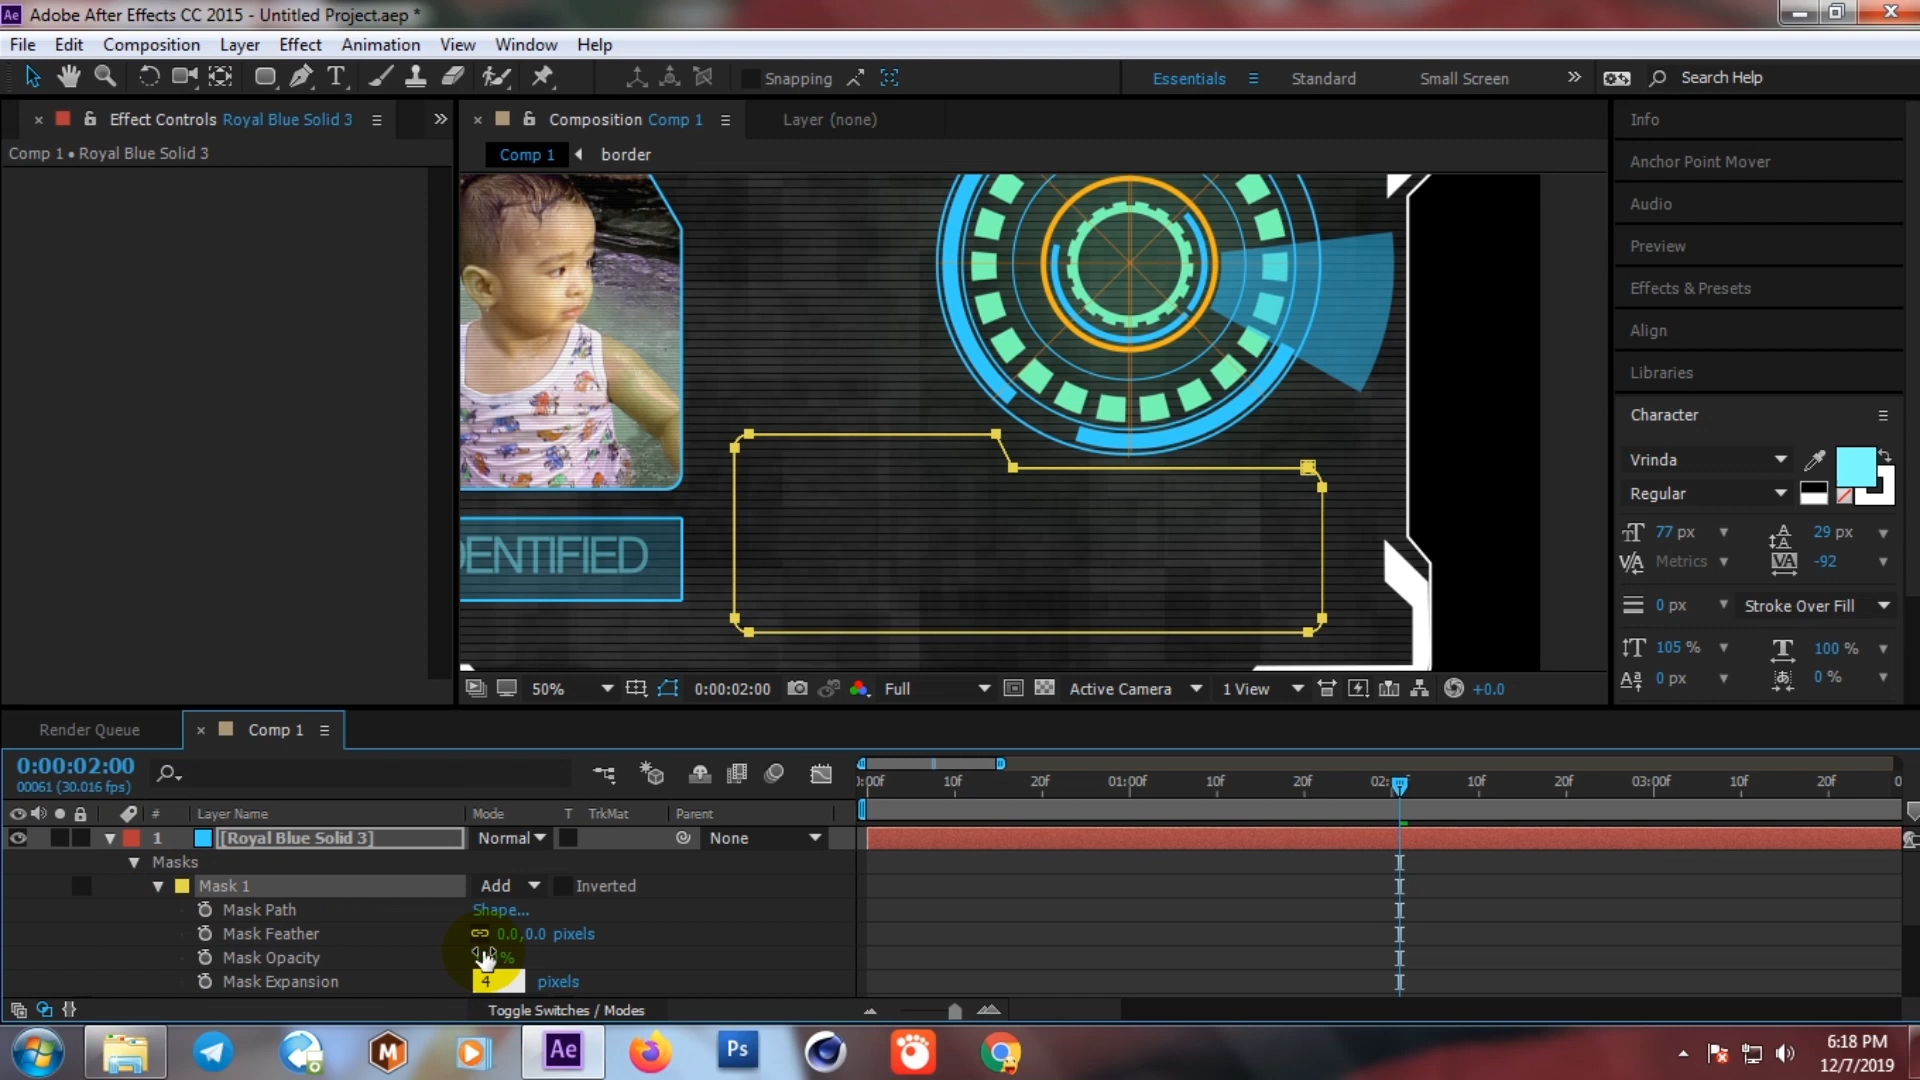 Ae Adobe After Effects CC 2015 - Untitled Project.aep *
File Edit Composition Layer Effect Animation View Window Help
Snapping Essentials Standard Small Screen Search Help
Effect Controls Royal Blue Solid 3 Composition Comp 1 Layer (none) Info
Comp 1 • Royal Blue Solid 3 Comp 1 border
Anchor Point Mover
Audio
Preview
Effects & Presets
Align
Libraries
Character
Vrinda
Regular
77 px 29 px
Metrics -92
0 px Stroke Over Fill
105 % 100 %
0 px 0 %
DENTIFIED
50% 0:00:02:00 Full Active Camera 1 View +0.0
Render Queue Comp 1
0:00:02:00
00061 (30.016 fps)
:00f 10f 20f 01:00f 10f 20f 02: 10f 20f 03:00f 10f 20f 0
# Layer Name Mode T TrkMat Parent
1 [Royal Blue Solid 3] Normal None
Masks
Mask 1 Add Inverted
Mask Path Shape...
Mask Feather 0.0,0.0 pixels
Mask Opacity %
Mask Expansion 4 pixels
Toggle Switches / Modes
Ae Ps
6:18 PM
12/7/2019